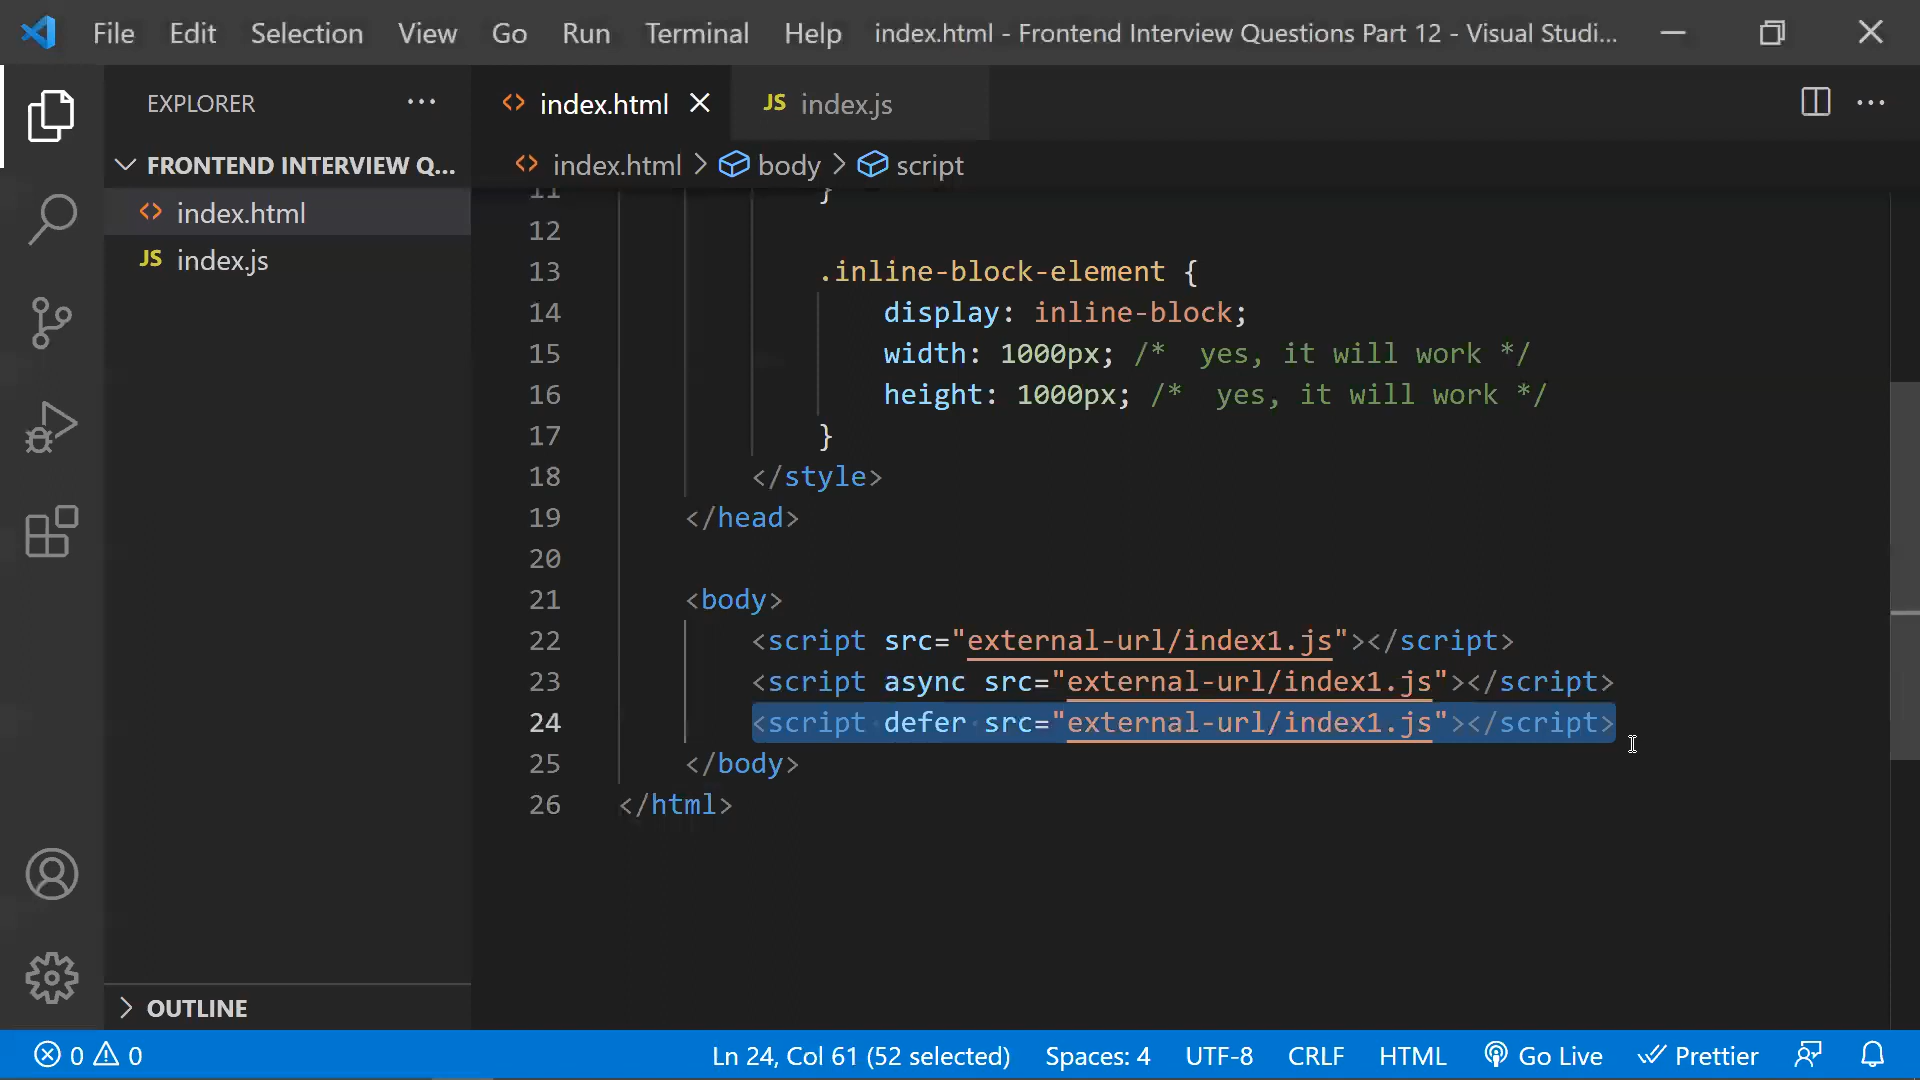 File Edit Selection View Go Run Terminal Help index.html - Frontend Interview Questions Part 12 - Visual Studi...
EXPLORER
index.html
JS index.js
FRONTEND INTERVIEW Q...
index.html > body > script
index.html
JS index.js
11 }
12
13 .inline-block-element {
14 display: inline-block;
15 width: 1000px; /*  yes, it will work */
16 height: 1000px; /*  yes, it will work */
17 }
18 </style>
19 </head>
20
21 <body>
22 <script src="external-url/index1.js"></script>
23 <script async src="external-url/index1.js"></script>
24 <script defer src="external-url/index1.js"></script>
25 </body>
26 </html>
OUTLINE
0 0 Ln 24, Col 61 (52 selected) Spaces: 4 UTF-8 CRLF HTML Go Live Prettier